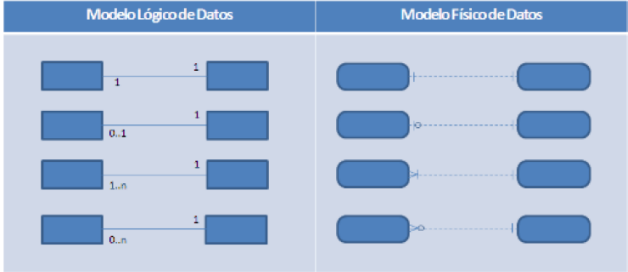 Modelo Lógico de Datos
Modelo Físico de Datos
1
1
1
0..1
1
1..n
1
0..n